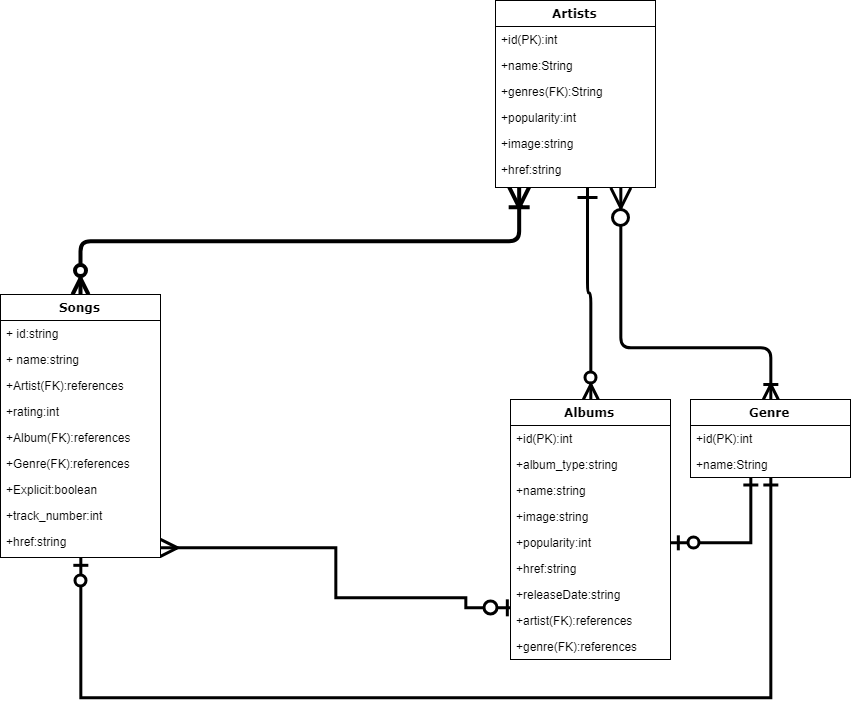 Artists
+id(PK):int
+name:String
+genres(FK):String
+popularity:int
+image:string
+href:string
Songs
+ id:string
+ name:string
+Artist(FK):references
+rating:int
+Album(FK):references
+Genre(FK):references
+Explicit:boolean
+track_number:int
+href:string
Albums
+id(PK):int
+album_type:string
+name:string
+image:string
+popularity:int
+href:string
+releaseDate:string
+artist(FK):references
+genre(FK):references
Genre
+id(PK):int
+name:String